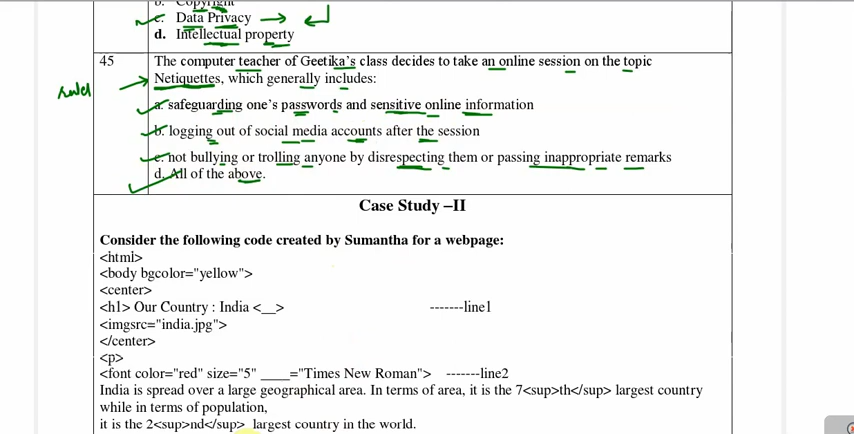 b. Copyright
c. Data Privacy
d. Intellectual property
45 The computer teacher of Geetika's class decides to take an online session on the topic
Netiquettes, which generally includes:
a. safeguarding one's passwords and sensitive online information
b. logging out of social media accounts after the session
c. not bullying or trolling anyone by disrespecting them or passing inappropriate remarks
d. All of the above.
Case Study –II
Consider the following code created by Sumantha for a webpage:
<html>
<body bgcolor="yellow">
<center>
<h1> Our Country : India <__> -------line1
<imgsrc="india.jpg">
</center>
<p>
<font color="red" size="5" ____="Times New Roman"> -------line2
India is spread over a large geographical area. In terms of area, it is the 7<sup>th</sup> largest country
while in terms of population,
it is the 2<sup>nd</sup> largest country in the world.